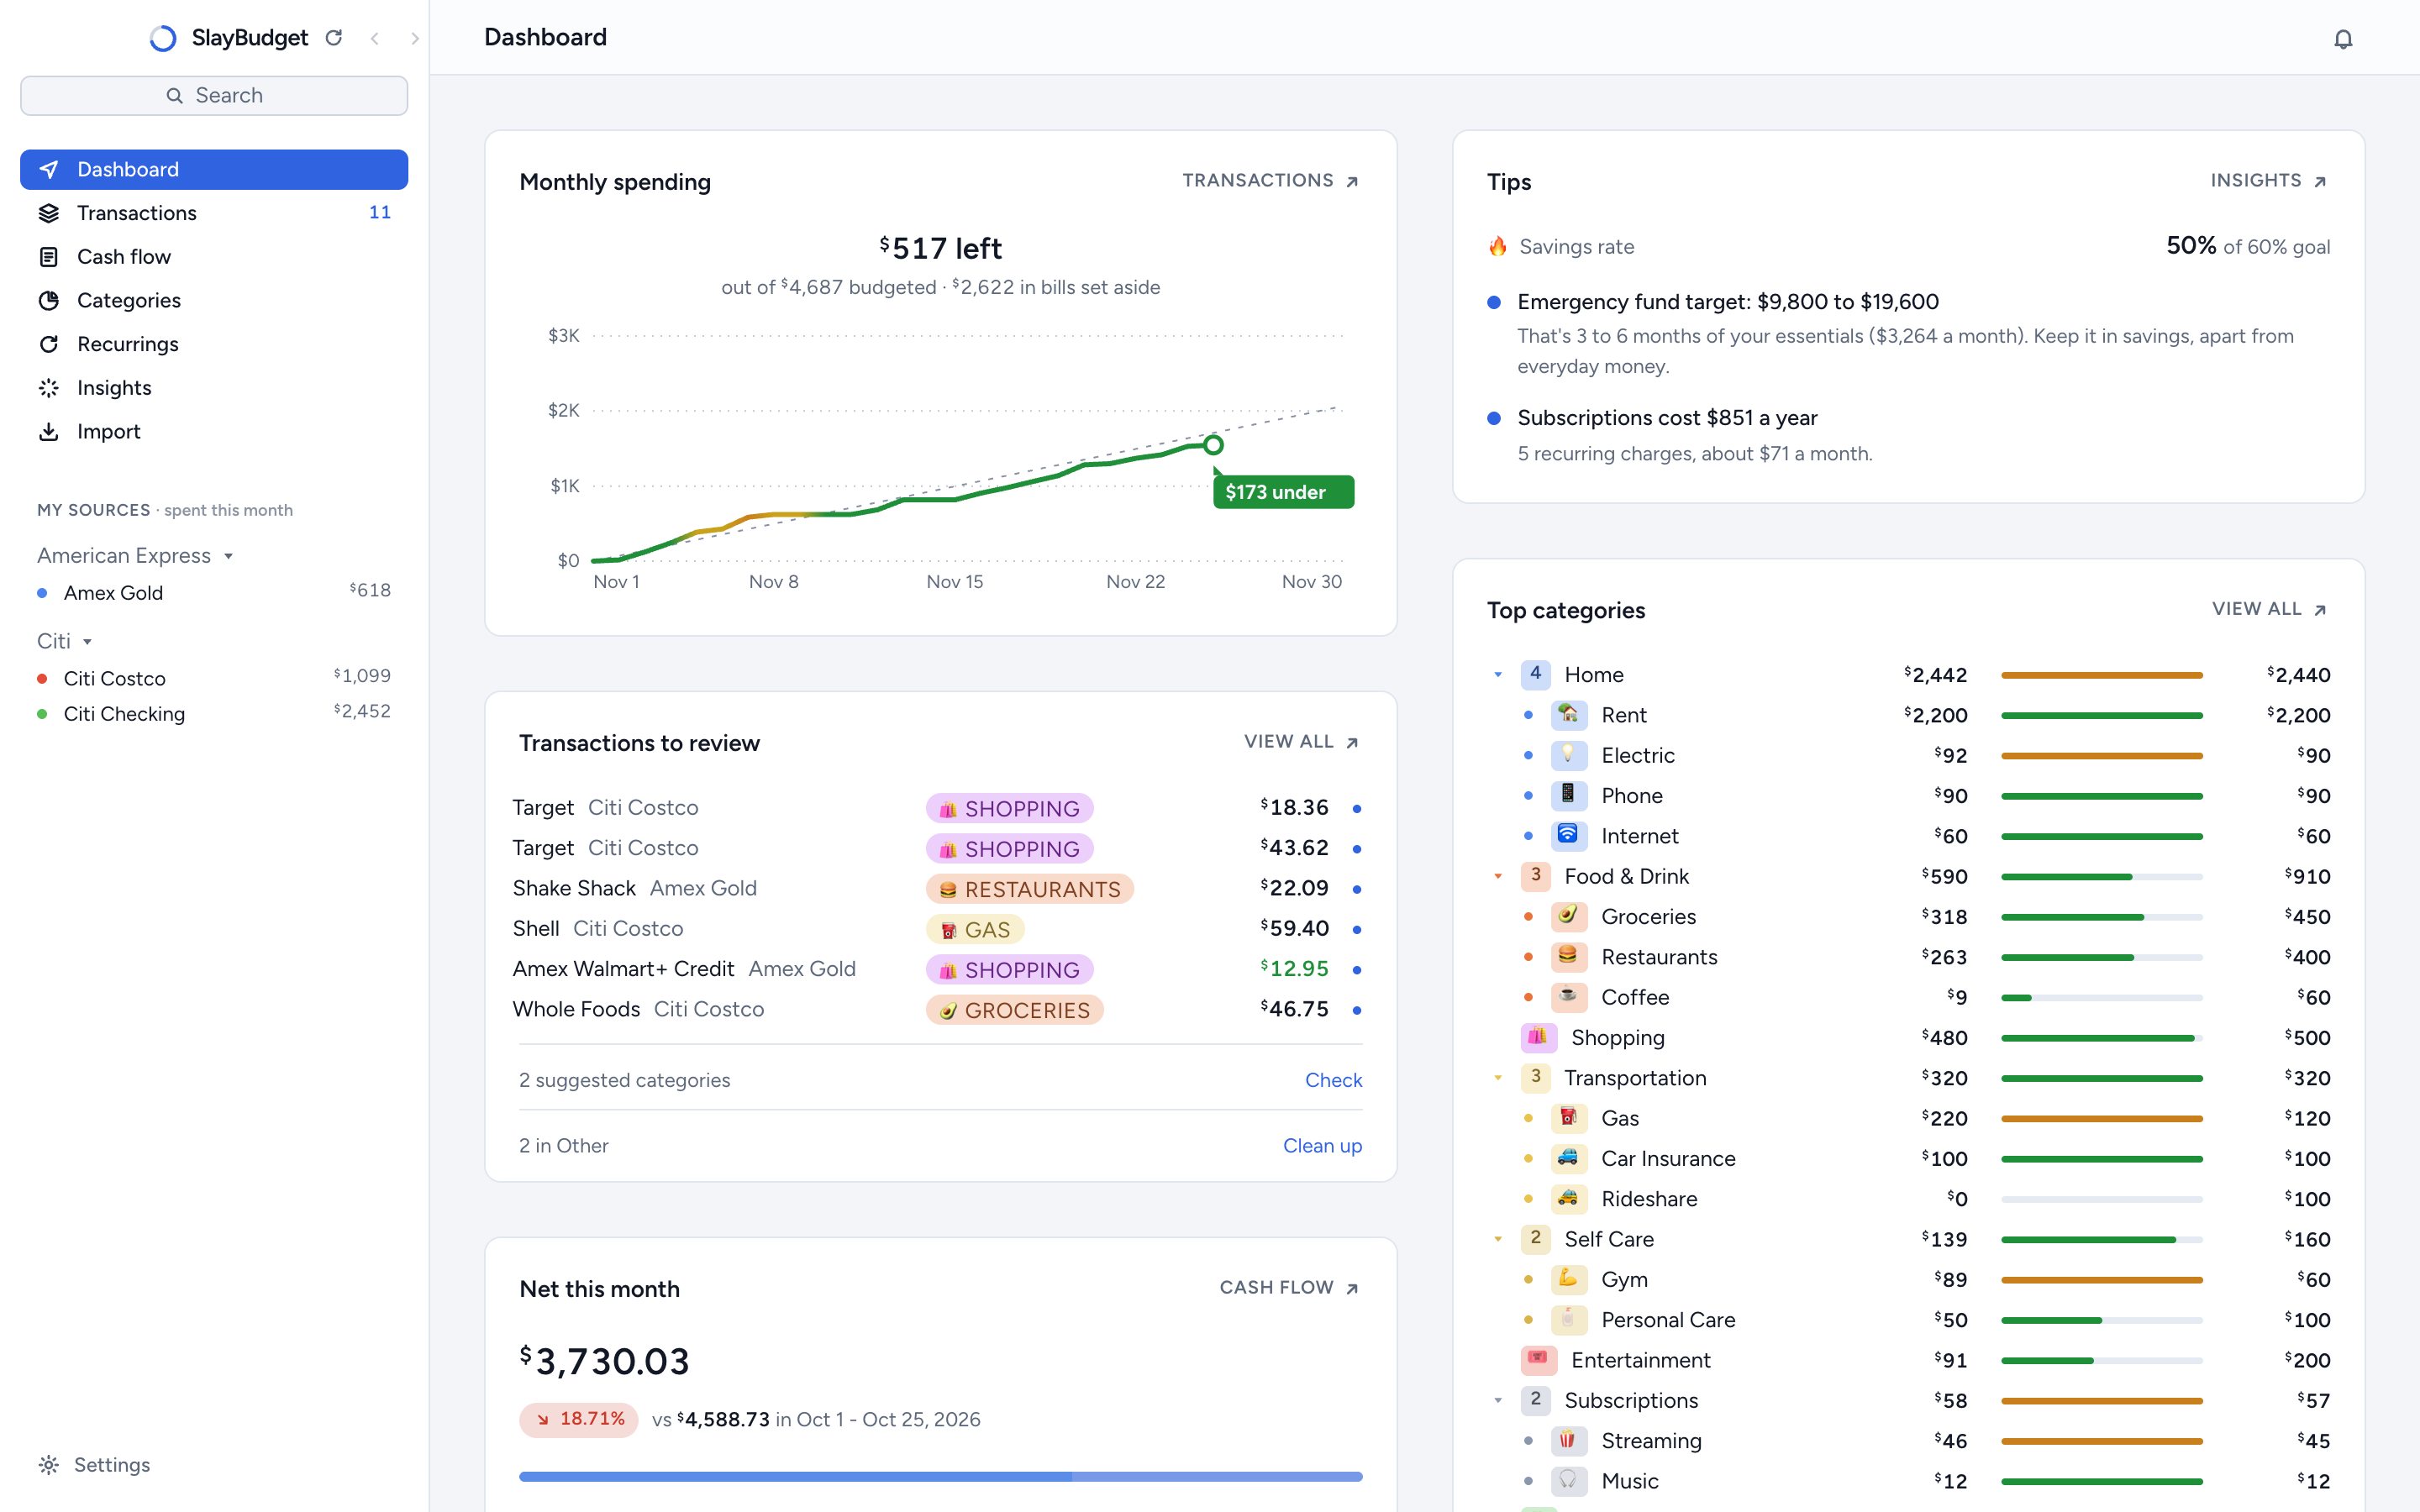 SlayBudget
Search
Dashboard
Transactions 11
Cash flow
Categories
Recurrings
Insights
Import
MY SOURCES · spent this month
American Express
Amex Gold $618
Citi
Citi Costco $1,099
Citi Checking $2,452
Settings
Dashboard
Monthly spending TRANSACTIONS
$517 left
out of $4,687 budgeted · $2,622 in bills set aside
$3K
$2K
$1K
$0
$173 under
Nov 1 Nov 8 Nov 15 Nov 22 Nov 30
Transactions to review VIEW ALL
Target Citi Costco SHOPPING $18.36
Target Citi Costco SHOPPING $43.62
Shake Shack Amex Gold RESTAURANTS $22.09
Shell Citi Costco GAS $59.40
Amex Walmart+ Credit Amex Gold SHOPPING $12.95
Whole Foods Citi Costco GROCERIES $46.75
2 suggested categories Check
2 in Other Clean up
Net this month CASH FLOW
$3,730.03
18.71% vs $4,588.73 in Oct 1 - Oct 25, 2026
Tips INSIGHTS
Savings rate 50% of 60% goal
Emergency fund target: $9,800 to $19,600
That's 3 to 6 months of your essentials ($3,264 a month). Keep it in savings, apart from
everyday money.
Subscriptions cost $851 a year
5 recurring charges, about $71 a month.
Top categories VIEW ALL
4 Home $2,442 $2,440
Rent $2,200 $2,200
Electric $92 $90
Phone $90 $90
Internet $60 $60
3 Food & Drink $590 $910
Groceries $318 $450
Restaurants $263 $400
Coffee $9 $60
Shopping $480 $500
3 Transportation $320 $320
Gas $220 $120
Car Insurance $100 $100
Rideshare $0 $100
2 Self Care $139 $160
Gym $89 $60
Personal Care $50 $100
Entertainment $91 $200
2 Subscriptions $58 $57
Streaming $46 $45
Music $12 $12